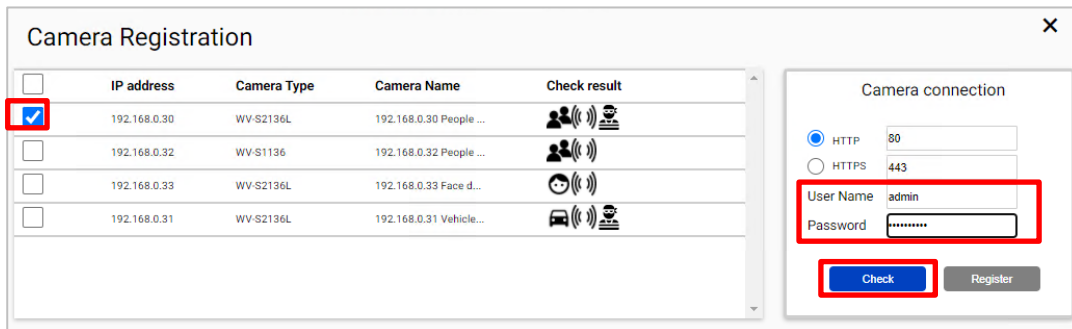 Camera Registration
IP address Camera Type Camera Name Check result
192.168.0.30 WV-S2136L 192.168.0.30 People ...
192.168.0.32 WV-S1136 192.168.0.32 People ...
192.168.0.33 WV-S2136L 192.168.0.33 Face d...
192.168.0.31 WV-S2136L 192.168.0.31 Vehicle...
Camera connection
HTTP 80
HTTPS 443
User Name admin
Password ••••••••••
Check Register